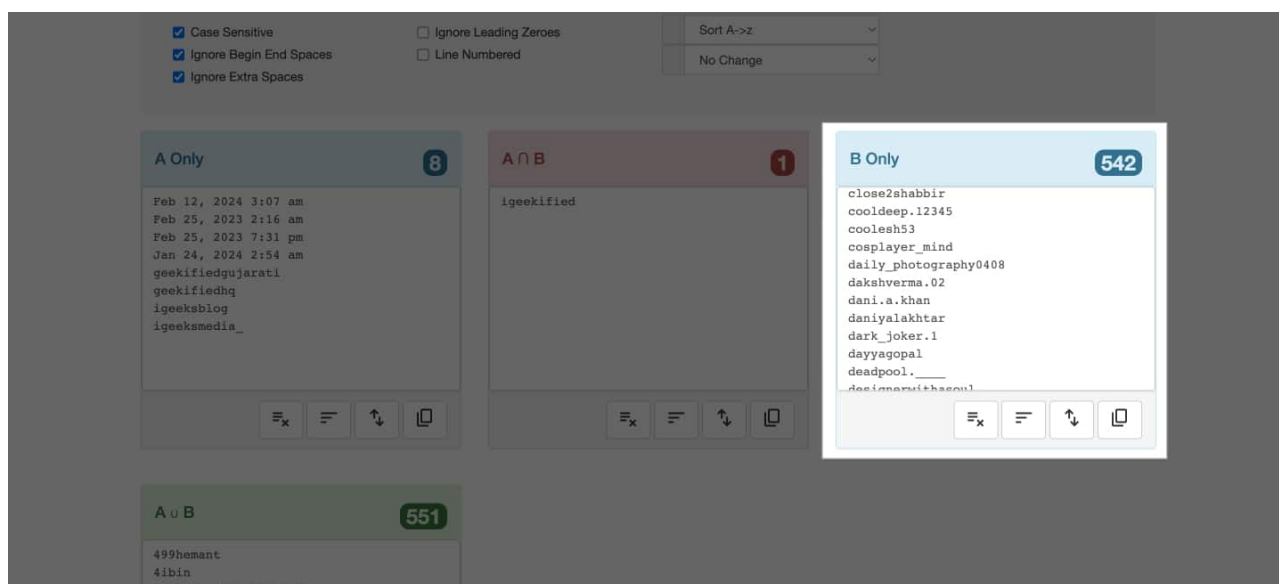 Case Sensitive
Ignore Leading Zeroes
Sort A->z
Ignore Begin End Spaces
Line Numbered
No Change
Ignore Extra Spaces
A Only
8
Feb 12, 2024 3:07 am
Feb 25, 2023 2:16 am
Feb 25, 2023 7:31 pm
Jan 24, 2024 2:54 am
geekifiedgujarati
geekifiedhq
igeeksblog
igeeksmedia_
A ∩ B
1
igeekified
B Only
542
close2shabbir
cooldeep.12345
coolesh53
cosplayer_mind
daily_photography0408
dakshverma.02
dani.a.khan
daniyalakhtar
dark_joker.1
dayyagopal
deadpool.____
designerwithasoul
A ∪ B
551
499hemant
4ibin